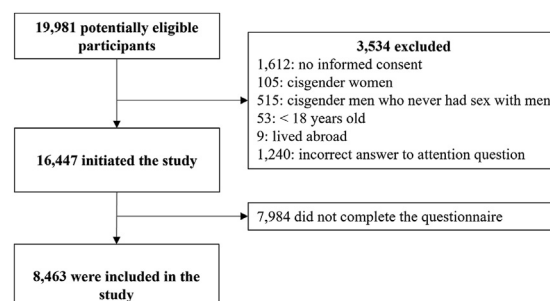 19,981 potentially eligible
participants
3,534 excluded
1,612: no informed consent
105: cisgender women
515: cisgender men who never had sex with men
53: < 18 years old
9: lived abroad
1,240: incorrect answer to attention question
16,447 initiated the study
7,984 did not complete the questionnaire
8,463 were included in the
study